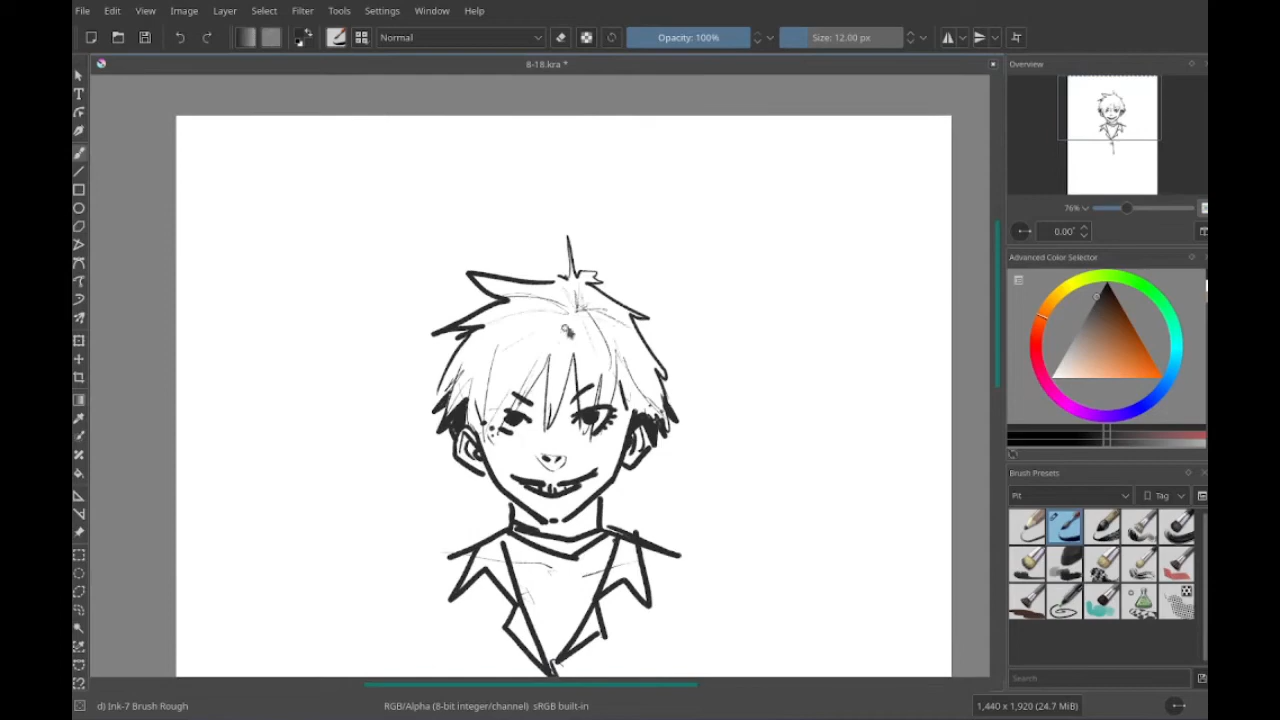 File Edit View Image Layer Select Filter Tools Settings Window Help
Normal Opacity: 100% Size: 12.00 px
8-18.kra *
Overview
76%
0.00°
Advanced Color Selector
Brush Presets
Pit Tag
Search
d) Ink-7 Brush Rough RGB/Alpha (8-bit integer/channel) sRGB built-in 1,440 x 1,920 (24.7 MiB)